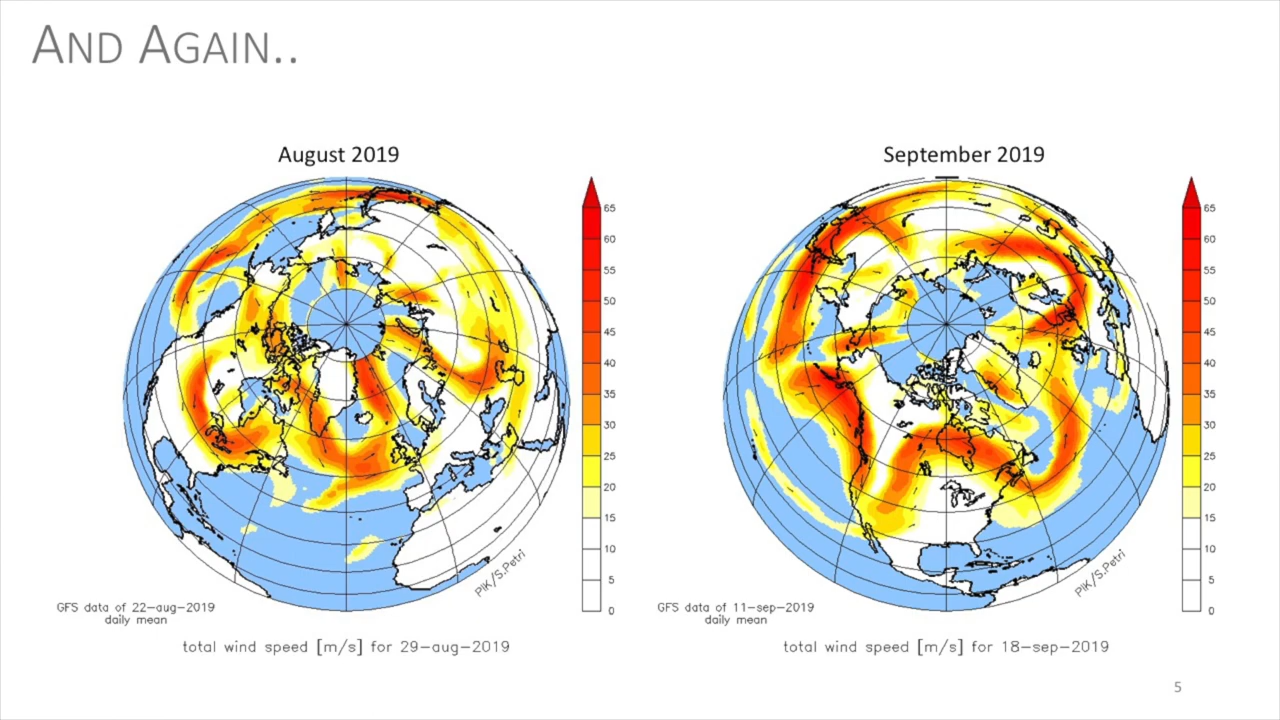 AND AGAIN..
August 2019
September 2019
65
60
55
50
45
40
35
30
25
20
15
10
5
0
65
60
55
50
45
40
35
30
25
20
15
10
5
0
PIK/S.Petri
PIK/S.Petri
GFS data of 22-aug-2019
daily mean
GFS data of 11-sep-2019
daily mean
total wind speed [m/s] for 29-aug-2019
total wind speed [m/s] for 18-sep-2019
5